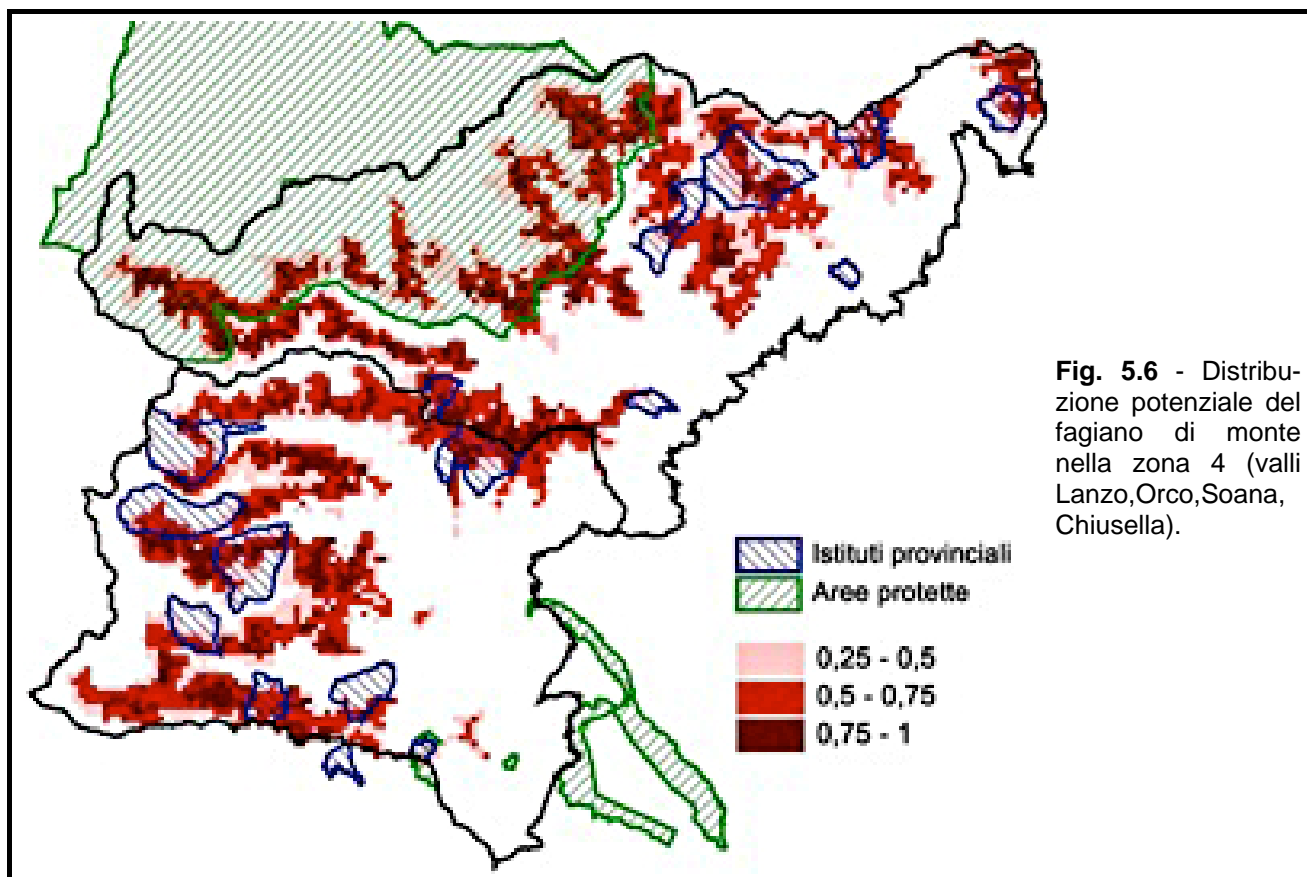 Fig. 5.6 - Distribu-
zione potenziale del
fagiano di monte
nella zona 4 (valli
Lanzo,Orco,Soana,
Chiusella).
Istituti provinciali
Aree protette
0,25 - 0,5
0,5 - 0,75
0,75 - 1